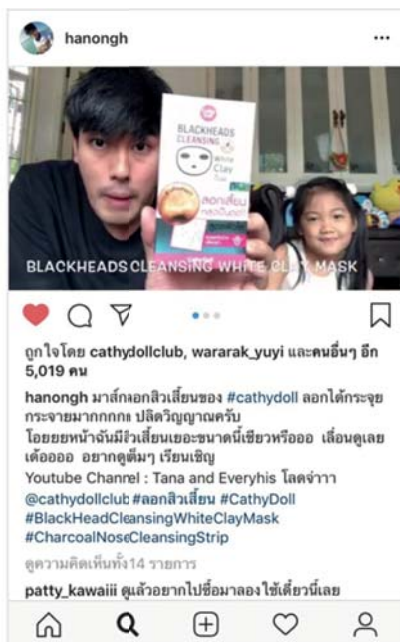 hanongh
BLACKHEADS
CLEANSING
White
Clay
ลอกเสี้ยน
BLACKHEADS CLEANSING WHITE CLAY MASK
ถูกใจโดย cathydollclub, wararak_yuyi และคนอื่นๆ อีก
5,019 คน
hanongh มาส์กลอกสิวเสี้ยนของ #cathydoll ลอกได้กระจุย
กระจายมากกกกก ปลิดวิญญาณครับ
โอยยยหน้าฉันมีสิวเสี้ยนเยอะขนาดนี้เชียวหรือออ เลื่อนดูเลย
เด้อออออ อยากดูเต็มๆ เรียนเชิญ
Youtube Channel : Tana and Everyhis โลดจ่าาา
@cathydollclub #ลอกสิวเสี้ยน #CathyDoll
#BlackHeadCleansingWhiteClayMask
#CharcoalNoseCleansingStrip
ดูความคิดเห็นทั้ง14 รายการ
patty_kawaiii ดูแล้วอยากไปซื้อมาลองใช้เดี๋ยวนี้เลย